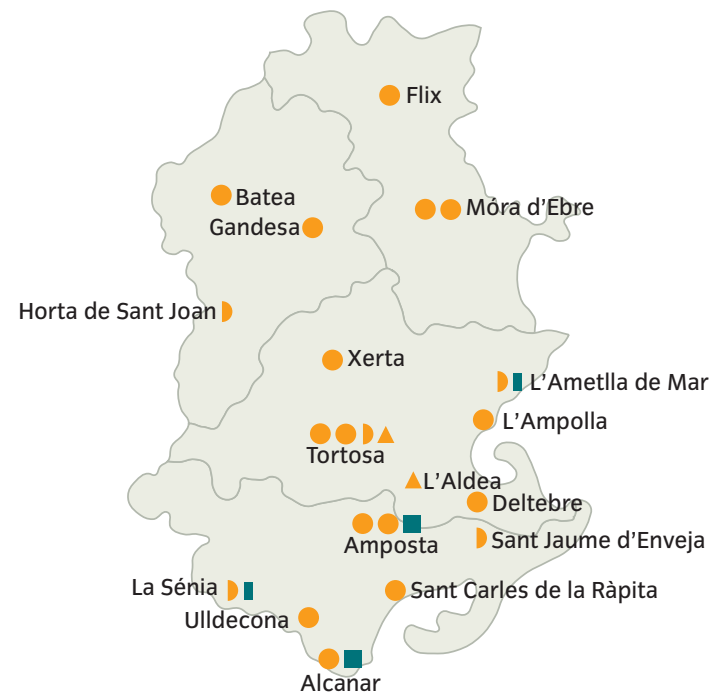 Flix
Batea
Móra d'Ebre
Gandesa
Horta de Sant Joan
Xerta
L'Ametlla de Mar
L'Ampolla
Tortosa
L'Aldea
Deltebre
Amposta
Sant Jaume d'Enveja
La Sénia
Sant Carles de la Ràpita
Ulldecona
Alcanar